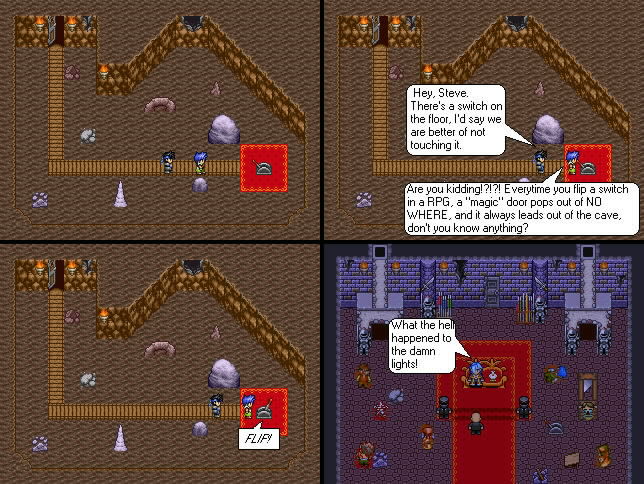 Hey, Steve.
There's a switch on
the floor, I'd say we
are better of not
touching it.
Are you kidding!?!?! Everytime you flip a switch
in a RPG, a "magic" door pops out of NO
WHERE, and it always leads out of the cave,
don't you know anything?
FLIP!
What the hell
happened to
the damn
lights!